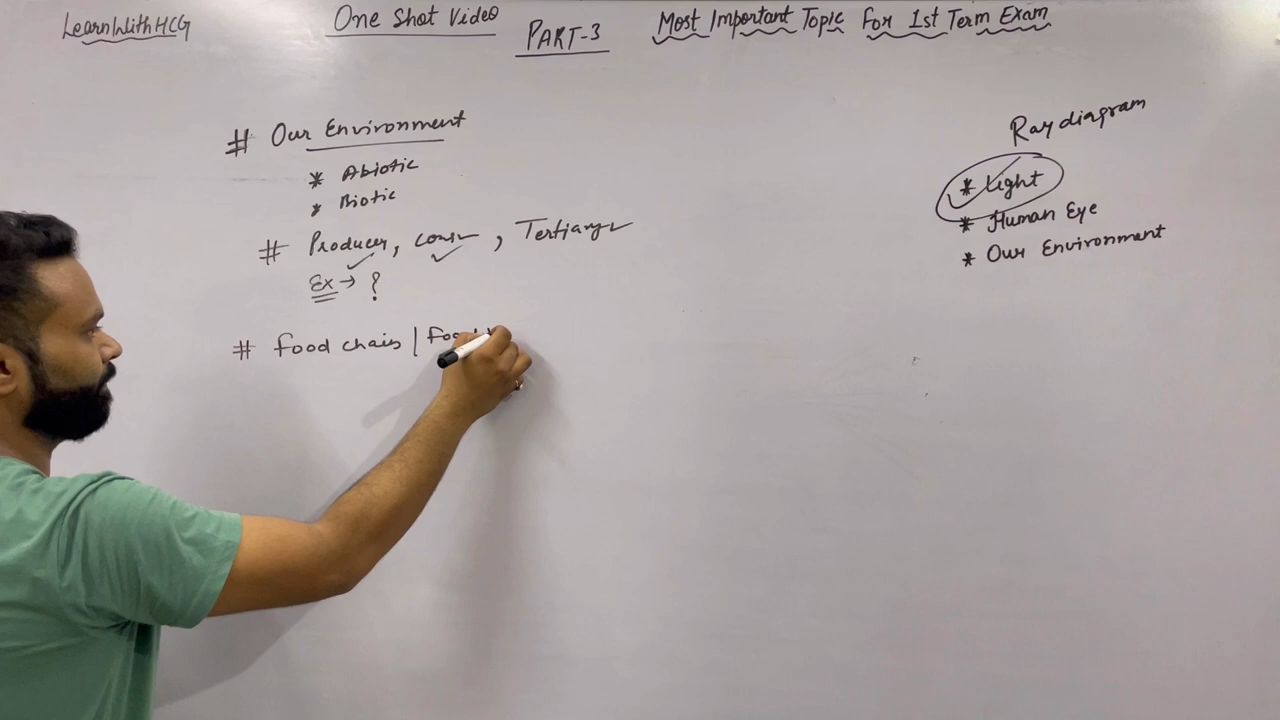 LearnWithHCG
One Shot Video
PART-3
Most Important Topic For 1st Term Exam
# Our Environment
* Abiotic
* Biotic
# Producer, Consu, Tertiary
Ex → ?
# food chain | Foo
Ray diagram
* Light
* Human Eye
* Our Environment